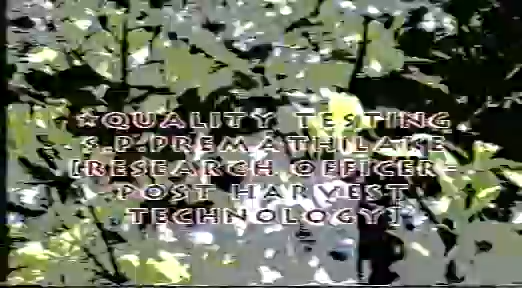 ☆QUALITY TESTING
S.P.PREMATHILAKE
[RESEARCH OFFICER-
POST HARVEST
TECHNOLOGY]